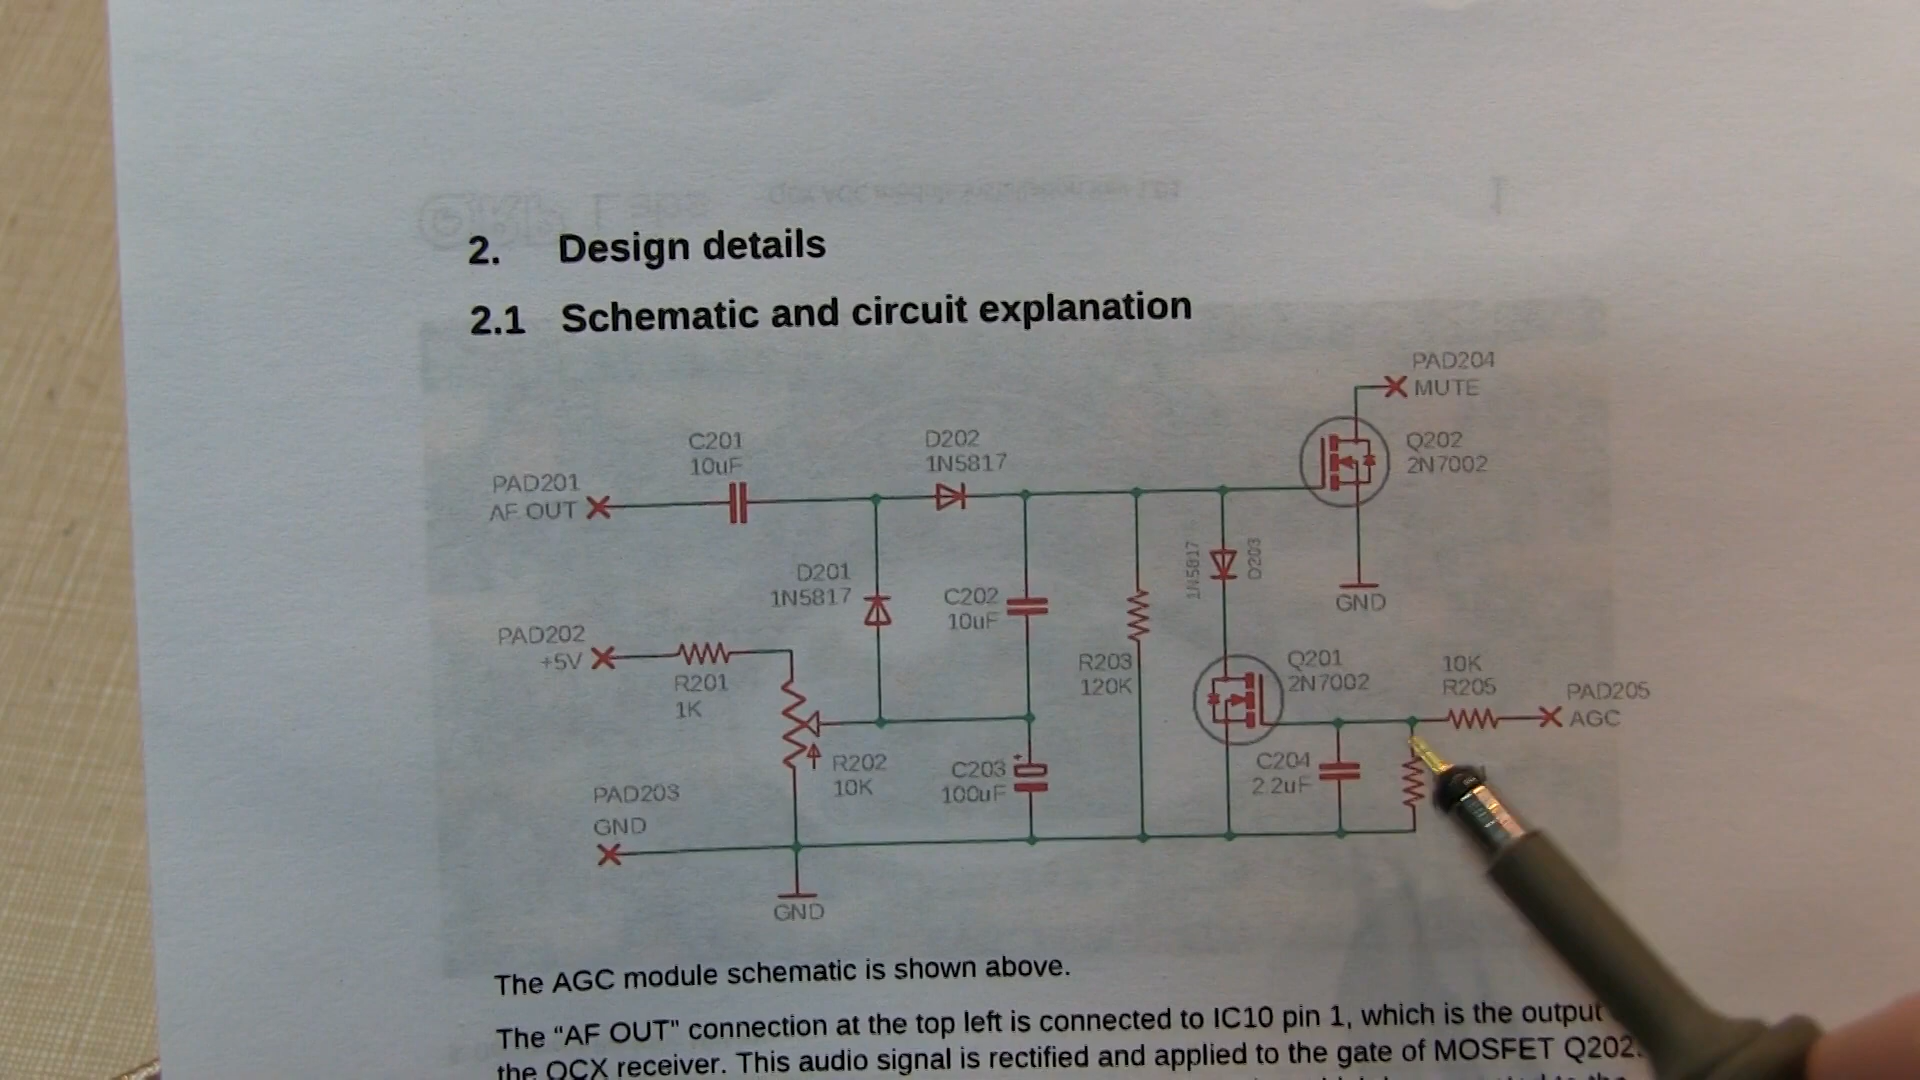 2. Design details
2.1 Schematic and circuit explanation
PAD204
MUTE
C201
10uF
D202
1N5817
Q202
2N7002
PAD201
AF OUT
D201
1N5817
C202
10uF
1N5817
D203
GND
PAD202
+5V
R201
1K
R203
120K
Q201
2N7002
10K
R205
PAD205
AGC
R202
10K
C203
100uF
+
C204
2.2uF
PAD203
GND
GND
The AGC module schematic is shown above.
The “AF OUT” connection at the top left is connected to IC10 pin 1, which is the output
the QCX receiver. This audio signal is rectified and applied to the gate of MOSFET Q202.